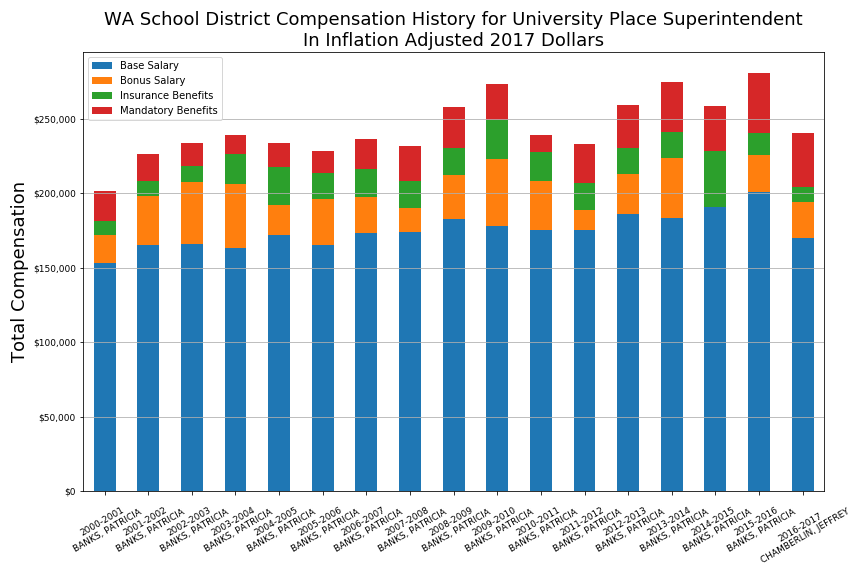 WA School District Compensation History for University Place Superintendent
In Inflation Adjusted 2017 Dollars
Base Salary
Bonus Salary
Insurance Benefits
Mandatory Benefits
Total Compensation
$250,000
$200,000
$150,000
$100,000
$50,000
$0
2000-2001
BANKS, PATRICIA
2001-2002
BANKS, PATRICIA
2002-2003
BANKS, PATRICIA
2003-2004
BANKS, PATRICIA
2004-2005
BANKS, PATRICIA
2005-2006
BANKS, PATRICIA
2006-2007
BANKS, PATRICIA
2007-2008
BANKS, PATRICIA
2008-2009
BANKS, PATRICIA
2009-2010
BANKS, PATRICIA
2010-2011
BANKS, PATRICIA
2011-2012
BANKS, PATRICIA
2012-2013
BANKS, PATRICIA
2013-2014
BANKS, PATRICIA
2014-2015
BANKS, PATRICIA
2015-2016
BANKS, PATRICIA
2016-2017
CHAMBERLIN, JEFFREY